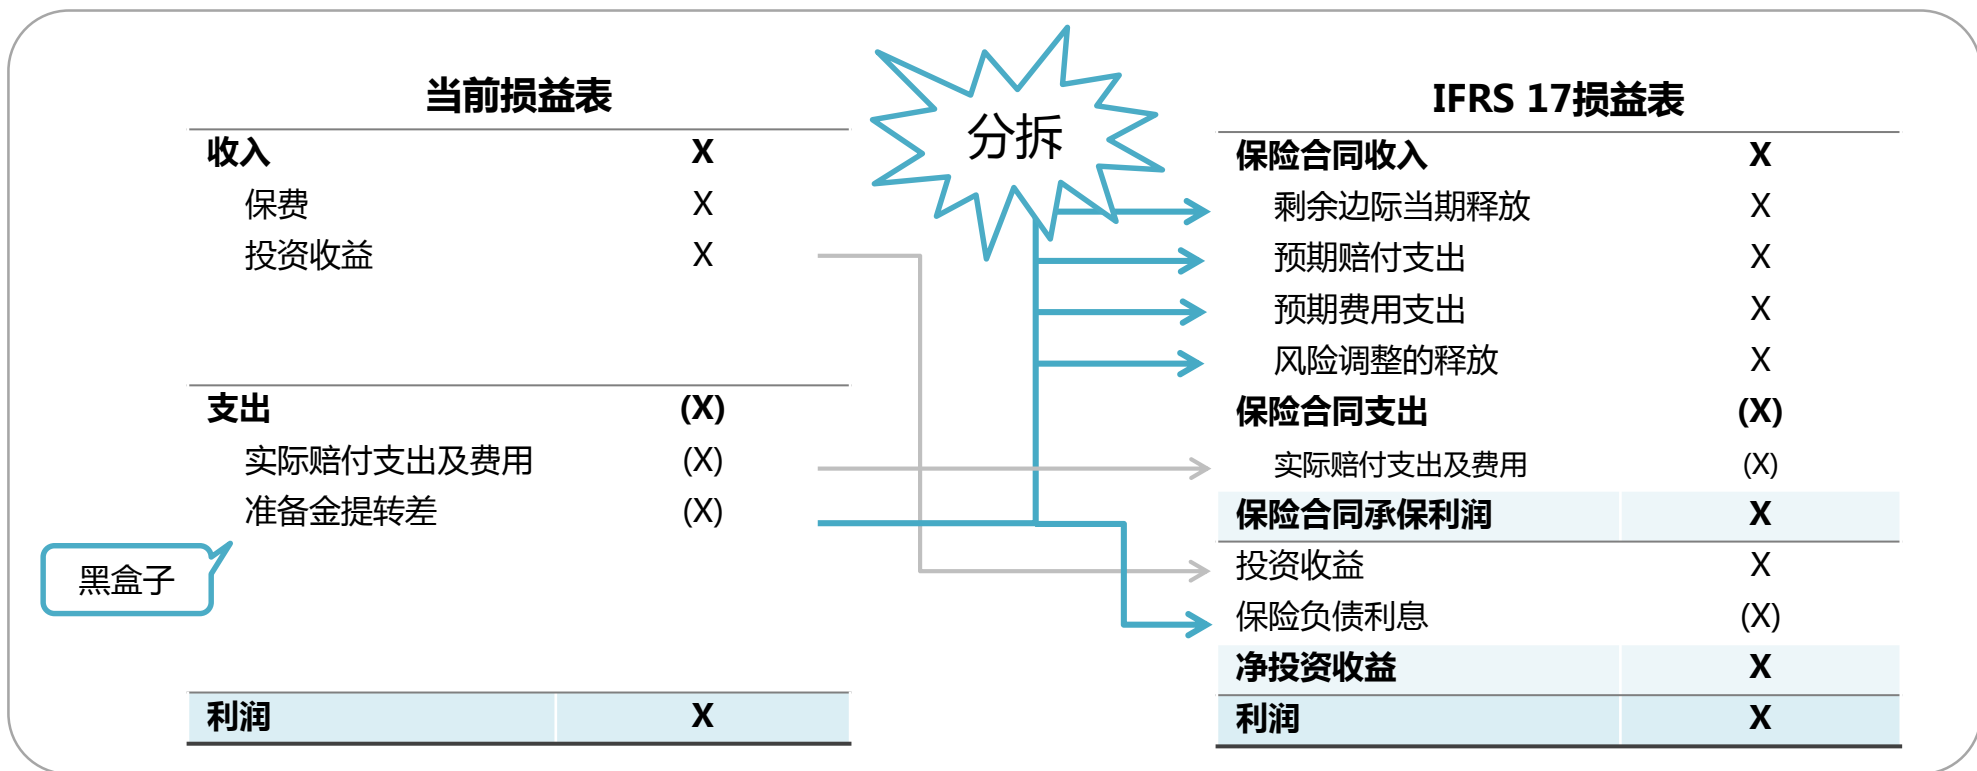 当前损益表
收入 X
保费 X
投资收益 X
支出 (X)
实际赔付支出及费用 (X)
准备金提转差 (X)
黑盒子
利润 X
分拆
IFRS 17损益表
保险合同收入 X
剩余边际当期释放 X
预期赔付支出 X
预期费用支出 X
风险调整的释放 X
保险合同支出 (X)
实际赔付支出及费用 (X)
保险合同承保利润 X
投资收益 X
保险负债利息 (X)
净投资收益 X
利润 X